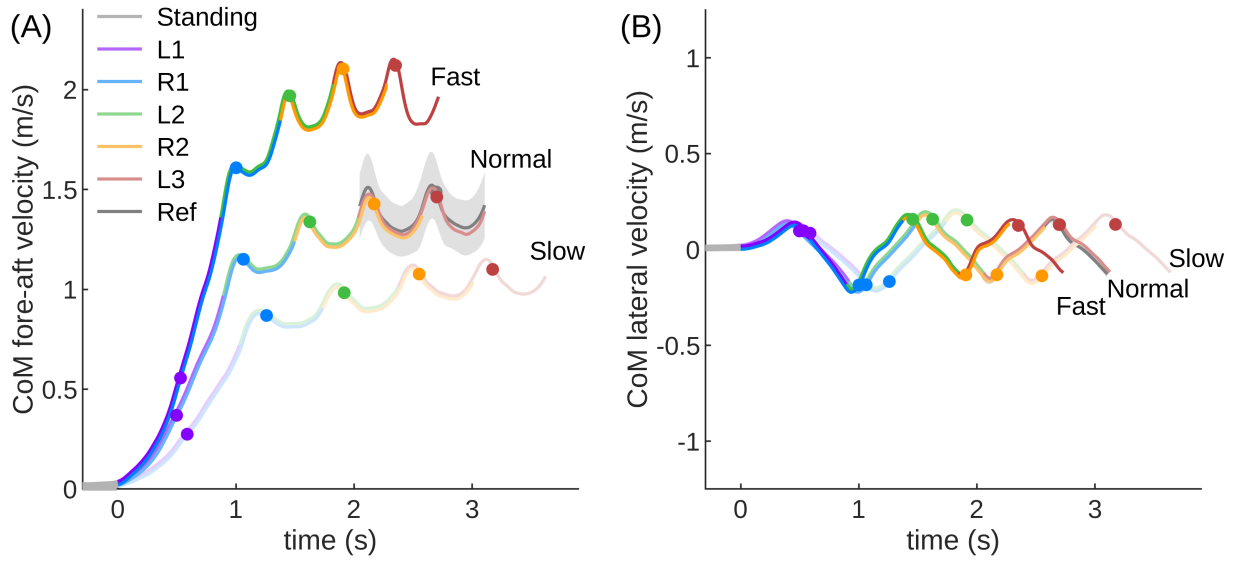 (A)
Standing
L1
R1
L2
R2
L3
Ref
Fast
Normal
Slow
CoM fore-aft velocity (m/s)
2
1.5
1
0.5
0
0
1
2
3
time (s)
(B)
CoM lateral velocity (m/s)
1
0.5
0
-0.5
-1
Slow
Normal
Fast
0
1
2
3
time (s)